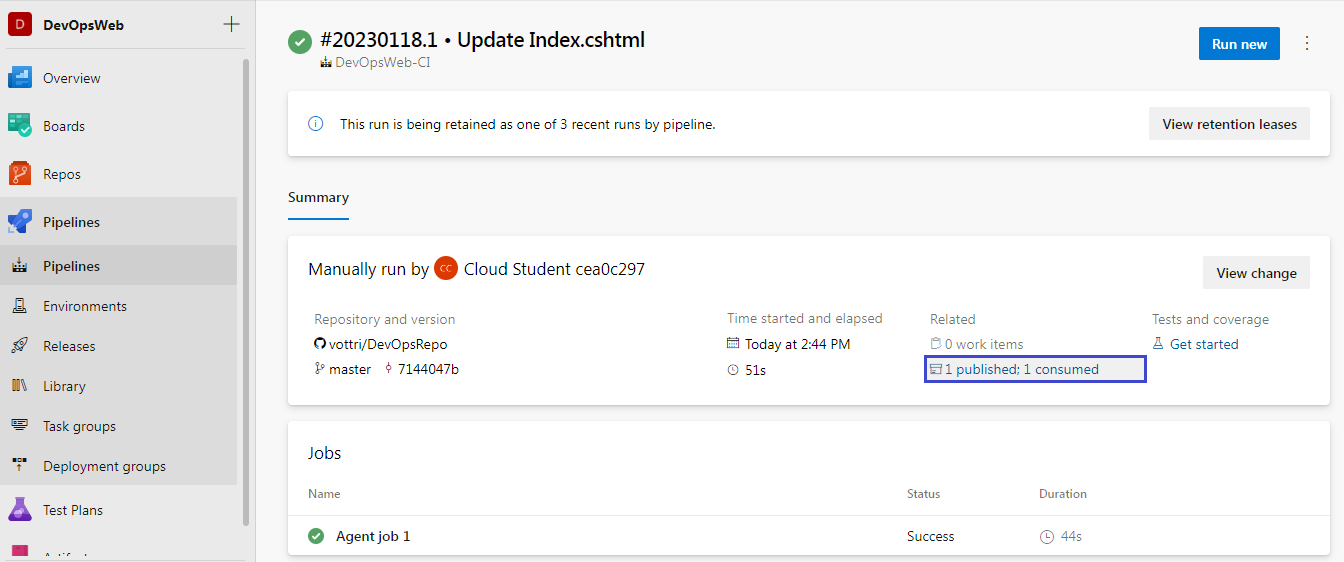 D DevOpsWeb
Overview
Boards
Repos
Pipelines
Pipelines
Environments
Releases
Library
Task groups
Deployment groups
Test Plans
#20230118.1 • Update Index.cshtml
DevOpsWeb-CI
Run new
This run is being retained as one of 3 recent runs by pipeline.
View retention leases
Summary
Manually run by CC Cloud Student cea0c297
View change
Repository and version
vottri/DevOpsRepo
master 7144047b
Time started and elapsed
Today at 2:44 PM
51s
Related
0 work items
1 published; 1 consumed
Tests and coverage
Get started
Jobs
Name Status Duration
Agent job 1 Success 44s